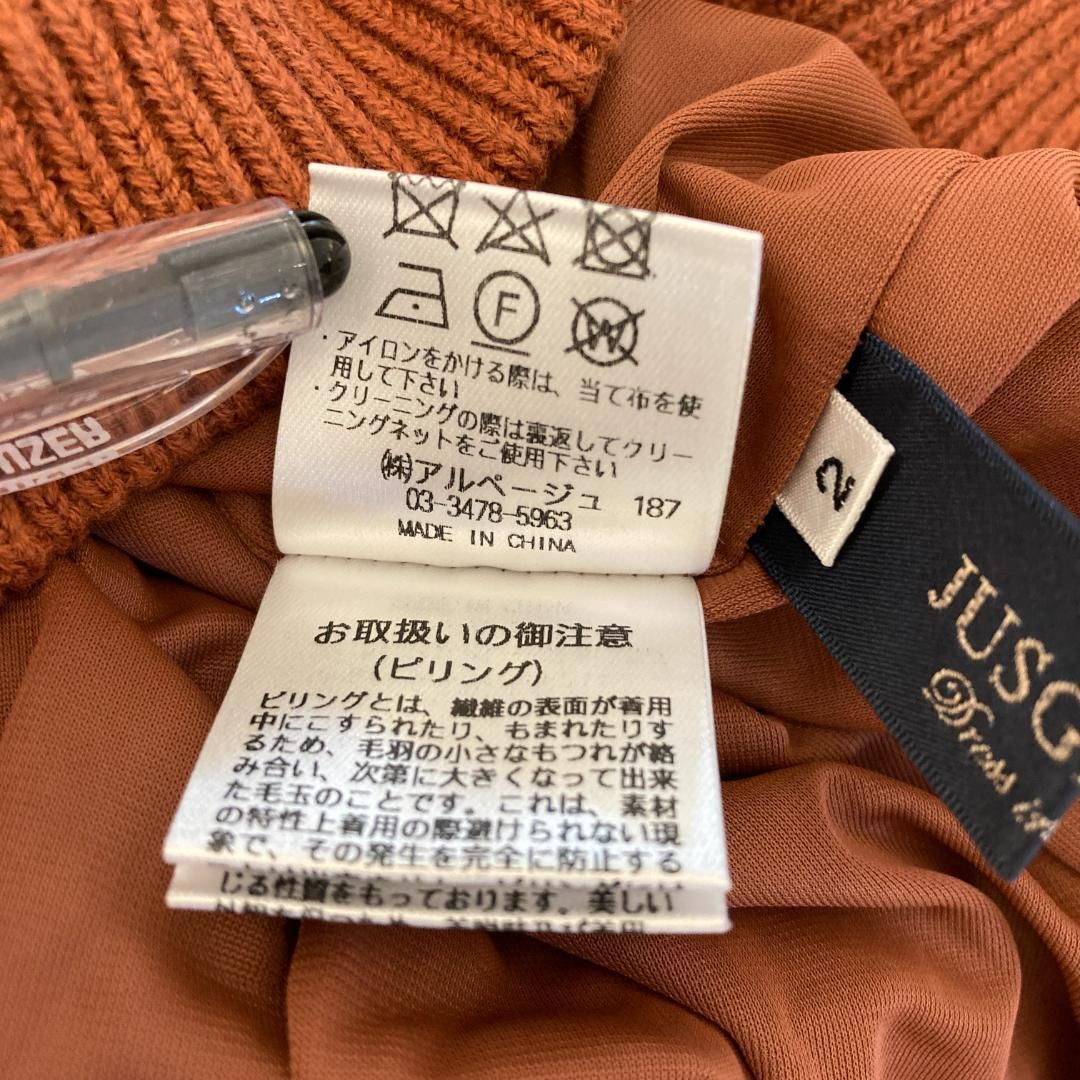 F
W
・アイロンをかける際は、当て布を使
用して下さい
・クリーニングの際は裏返してクリー
ニングネットをご使用下さい
(株)アルページュ 187
03-3478-5963
MADE IN CHINA
お取扱いの御注意
(ピリング)
ピリングとは、繊維の表面が着用
中にこすられたり、もまれたりす
るため、毛羽の小さなもつれが絡
み合い、次第に大きくなって出来
た毛玉のことです。これは、素材
の特性上着用の際避けられない現
象で、その発生を完全に防止する
じる性質をもっております。美しい
2
JUSG
Dress
UZER